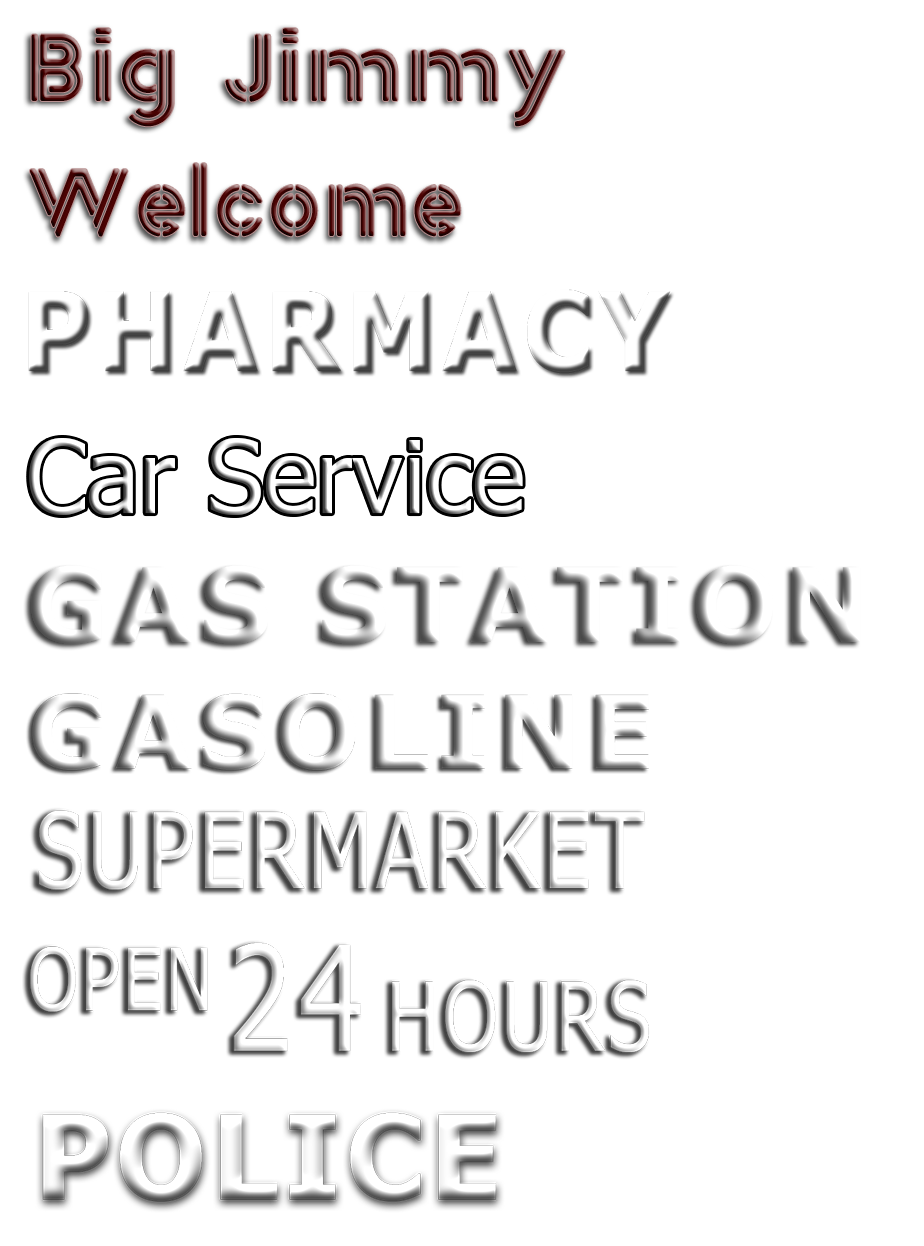 Big Jimmy
Welcome
PHARMACY
Car Service
GAS STATION
GASOLINE
SUPERMARKET
OPEN 24 HOURS
POLICE